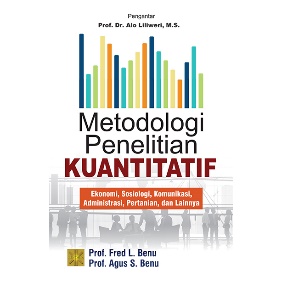 Pengantar
Prof. Dr. Alo Liliweri, M.S.
Metodologi
Penelitian
KUANTITATIF
Ekonomi, Sosiologi, Komunikasi,
Administrasi, Pertanian, dan Lainnya
Prof. Fred L. Benu
Prof. Agus S. Benu